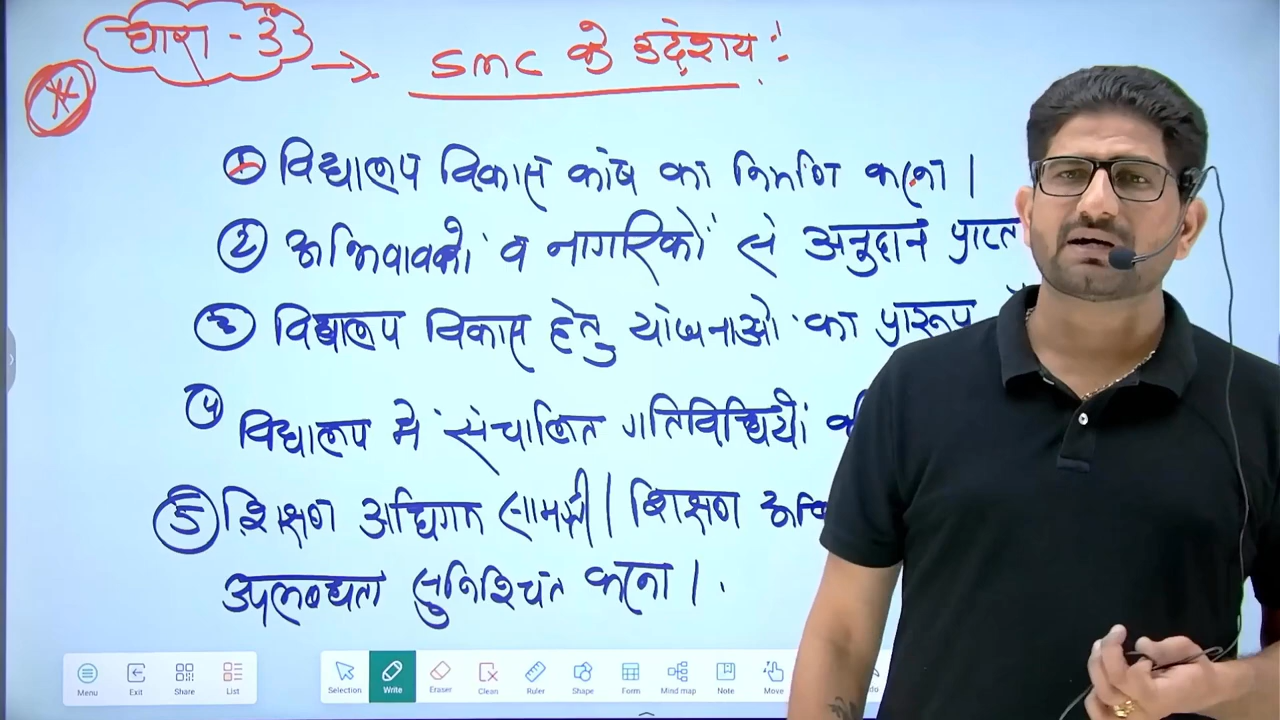 धारा - 3
SMC के उद्देशय :-
① विद्यालय विकास कोष का निर्माण करना |
② अभिवावकों व नागरिकों से अनुदान प्राप्त
③ विद्यालय विकास हेतु योजनाओ का प्रारूप
④ विद्यालय में संचालित गतिविधियों
⑤ शिक्षण अधिगम सामग्री | शिक्षण
उपलब्धता सुनिश्चित करना | .
Menu Exit Share List Selection Write Eraser Clean Ruler Shape Form Mind map Note Move